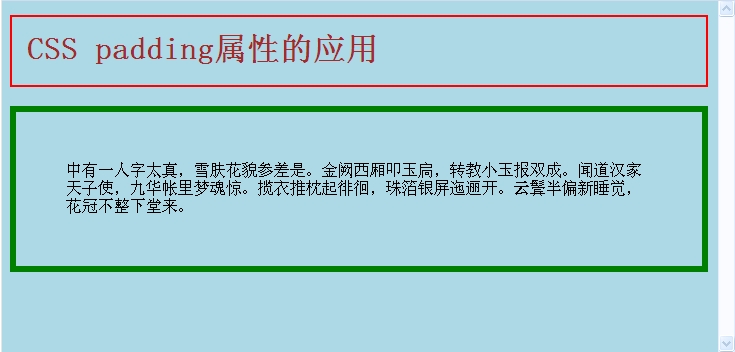 CSS padding属性的应用
中有一人字太真，雪肤花貌参差是。金阙西厢叩玉扃，转教小玉报双成。闻道汉家
天子使，九华帐里梦魂惊。揽衣推枕起徘徊，珠箔银屏迤逦开。云鬓半偏新睡觉，
花冠不整下堂来。